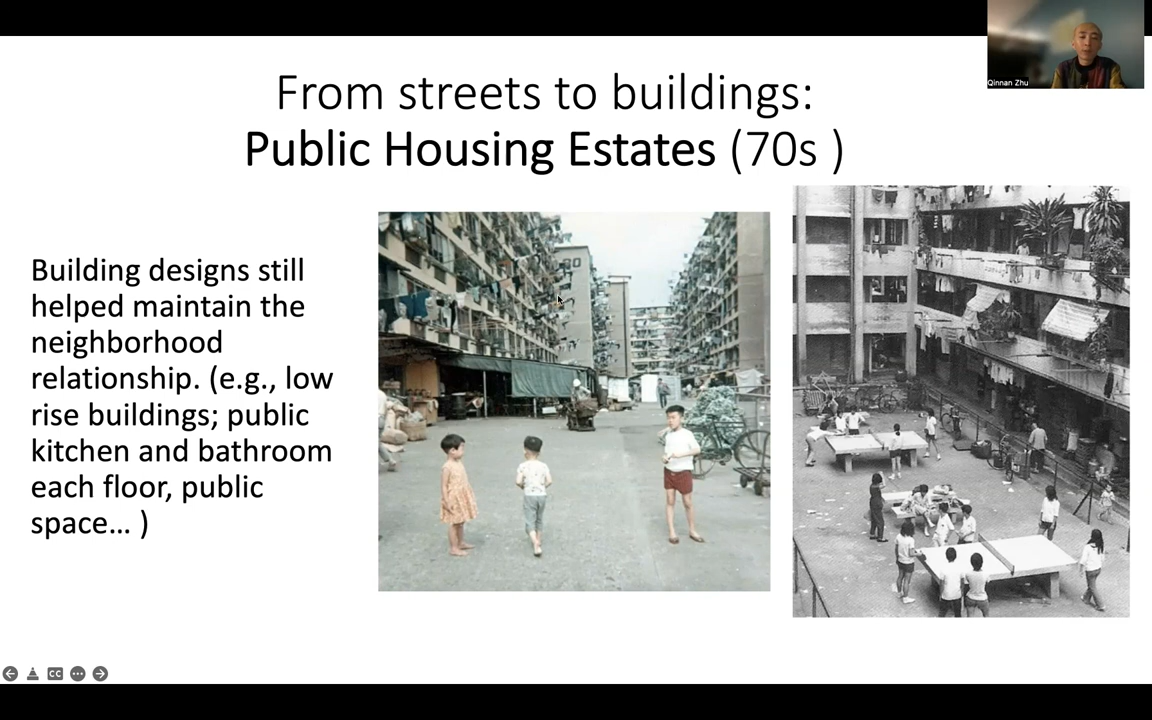 Qinnan Zhu
From streets to buildings:
Public Housing Estates (70s )
Building designs still
helped maintain the
neighborhood
relationship. (e.g., low
rise buildings; public
kitchen and bathroom
each floor, public
space... )
CC